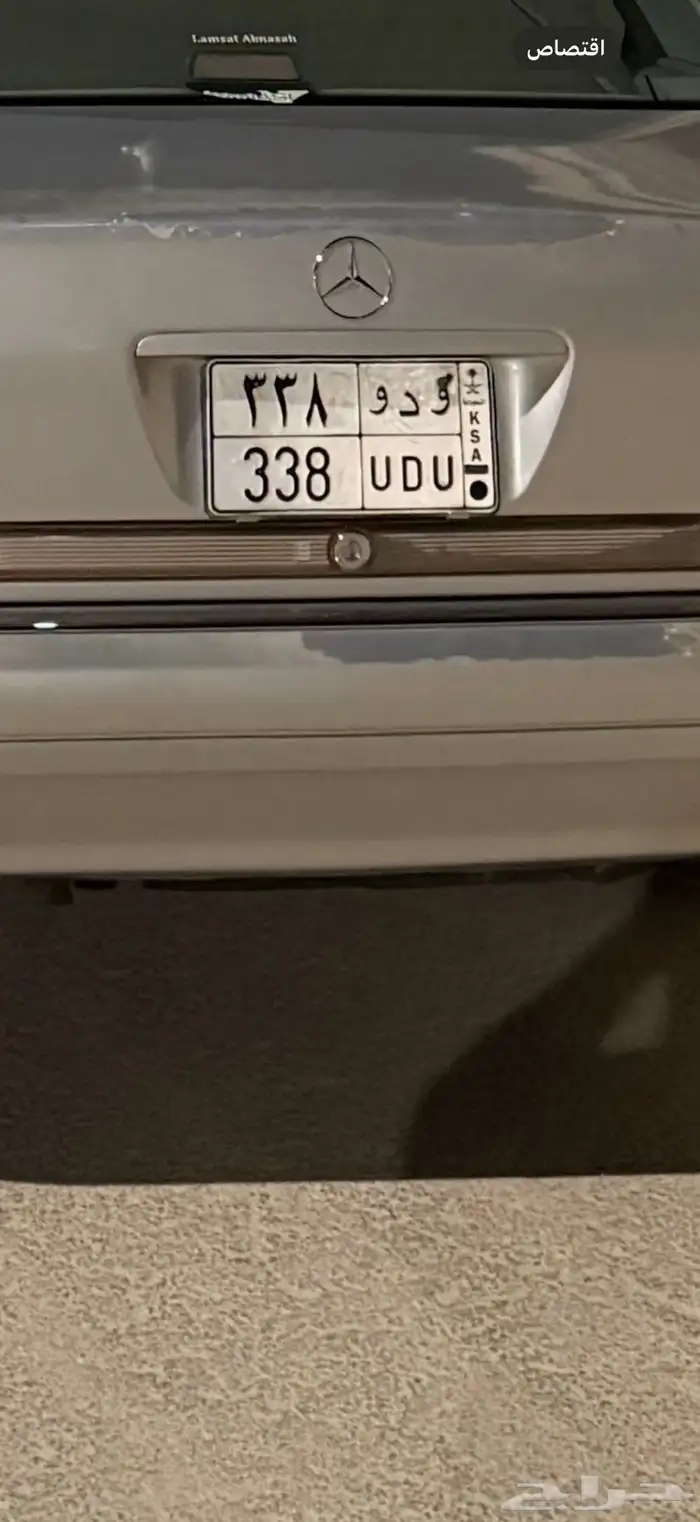 اقتصاص
Lamsat Almasah
٣٣٨
و د و
338
UDU
KSA
حراج